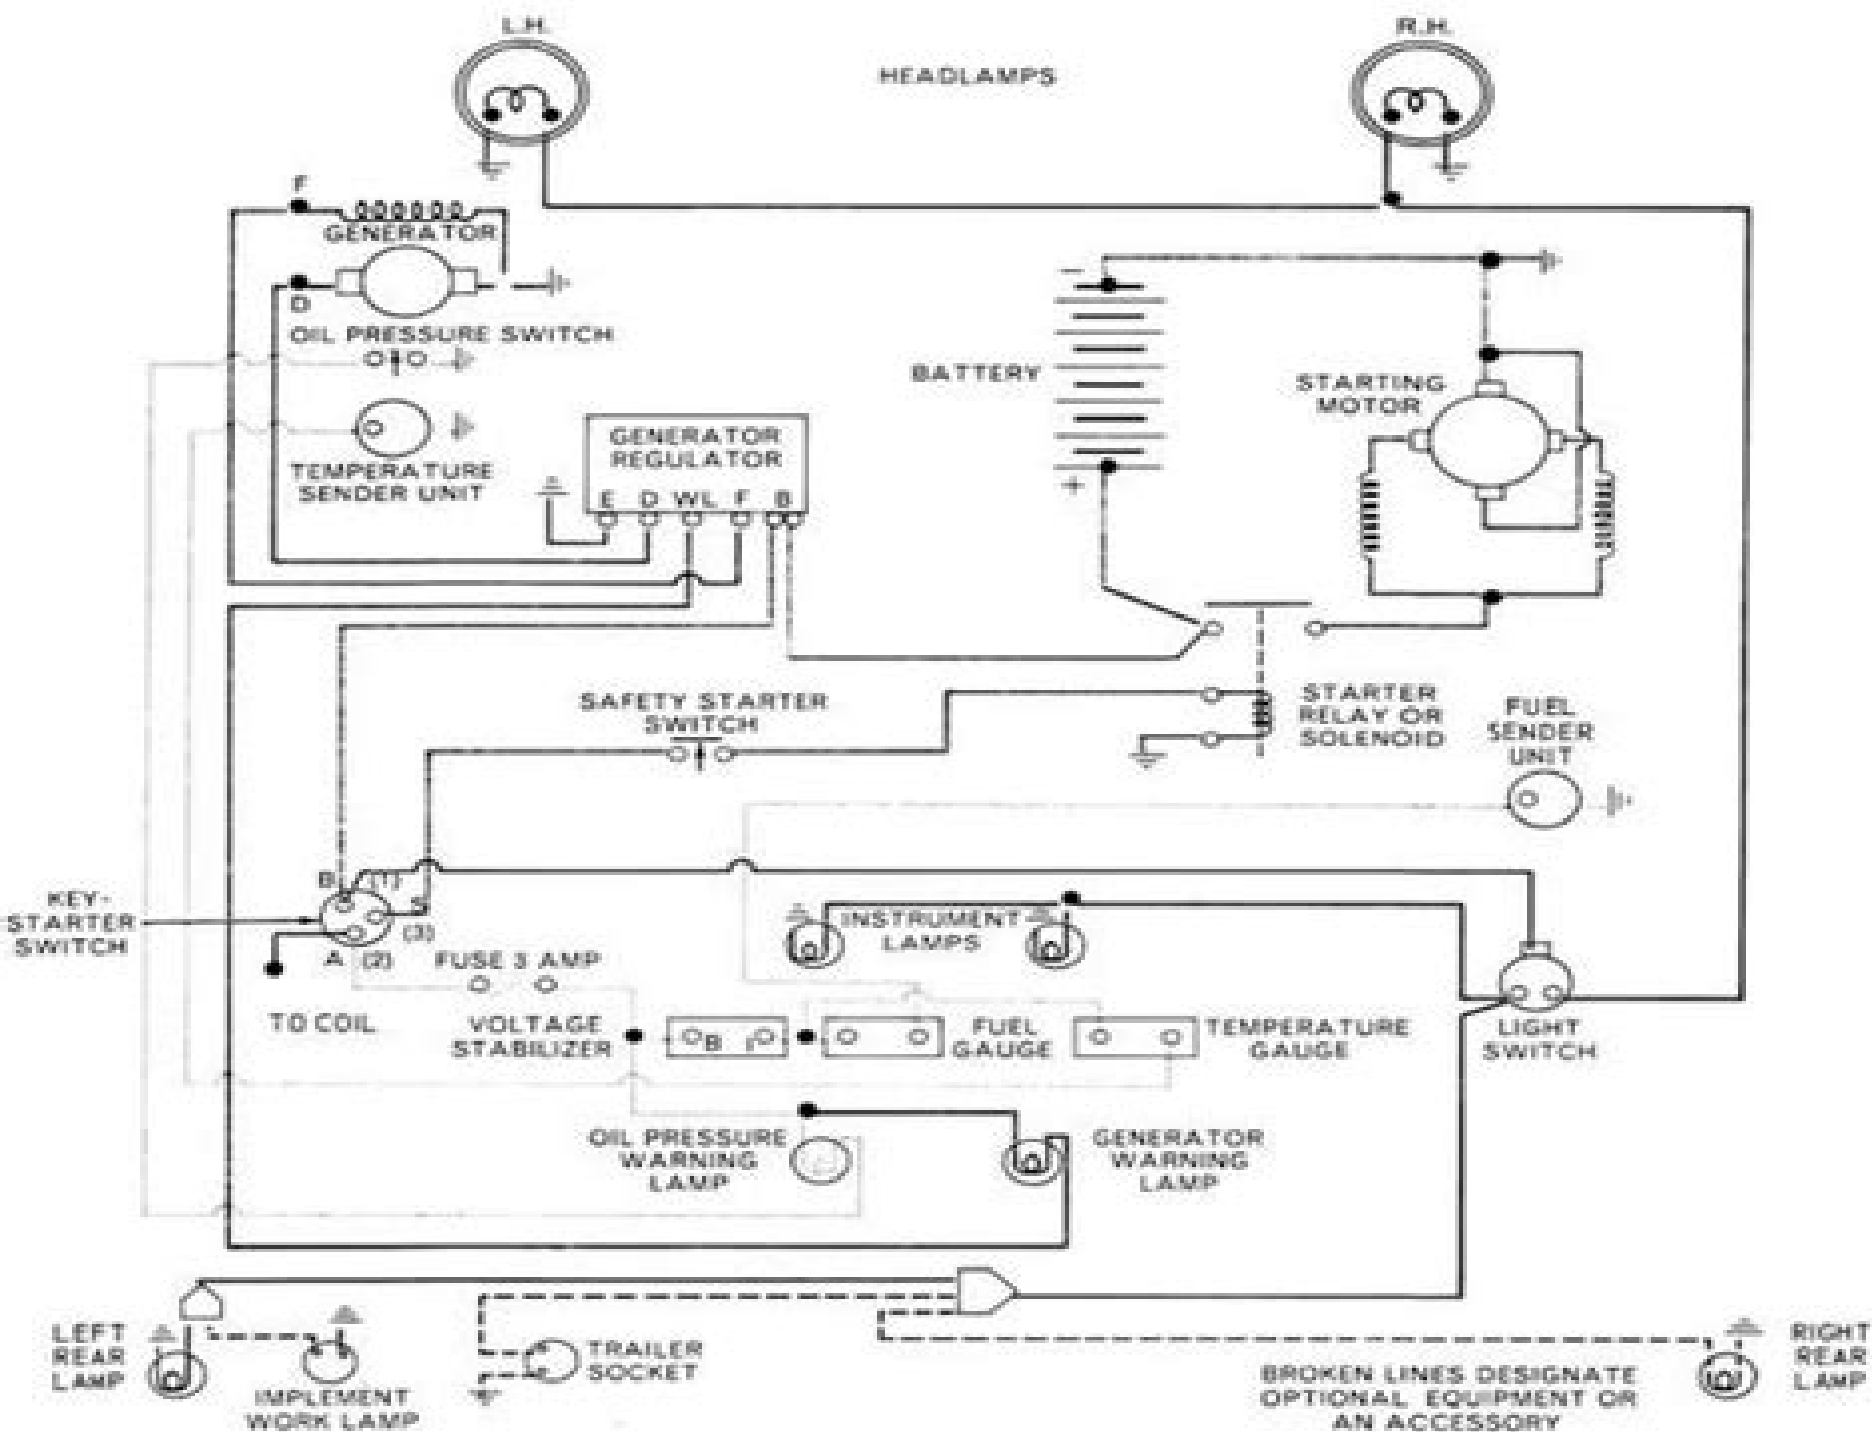 L.H.
R.H.
HEADLAMPS
F
GENERATOR
D
OIL PRESSURE SWITCH
TEMPERATURE
SENDER UNIT
GENERATOR
REGULATOR
E D WL F B
BATTERY
−
+
STARTING
MOTOR
SAFETY STARTER
SWITCH
STARTER
RELAY OR
SOLENOID
FUEL
SENDER
UNIT
KEY-
STARTER
SWITCH
B (1)
S
(3)
A (2)
TO COIL
FUSE 3 AMP
VOLTAGE
STABILIZER
B I
INSTRUMENT
LAMPS
FUEL
GAUGE
TEMPERATURE
GAUGE
LIGHT
SWITCH
OIL PRESSURE
WARNING
LAMP
GENERATOR
WARNING
LAMP
LEFT
REAR
LAMP
IMPLEMENT
WORK LAMP
TRAILER
SOCKET
BROKEN LINES DESIGNATE
OPTIONAL EQUIPMENT OR
AN ACCESSORY
RIGHT
REAR
LAMP